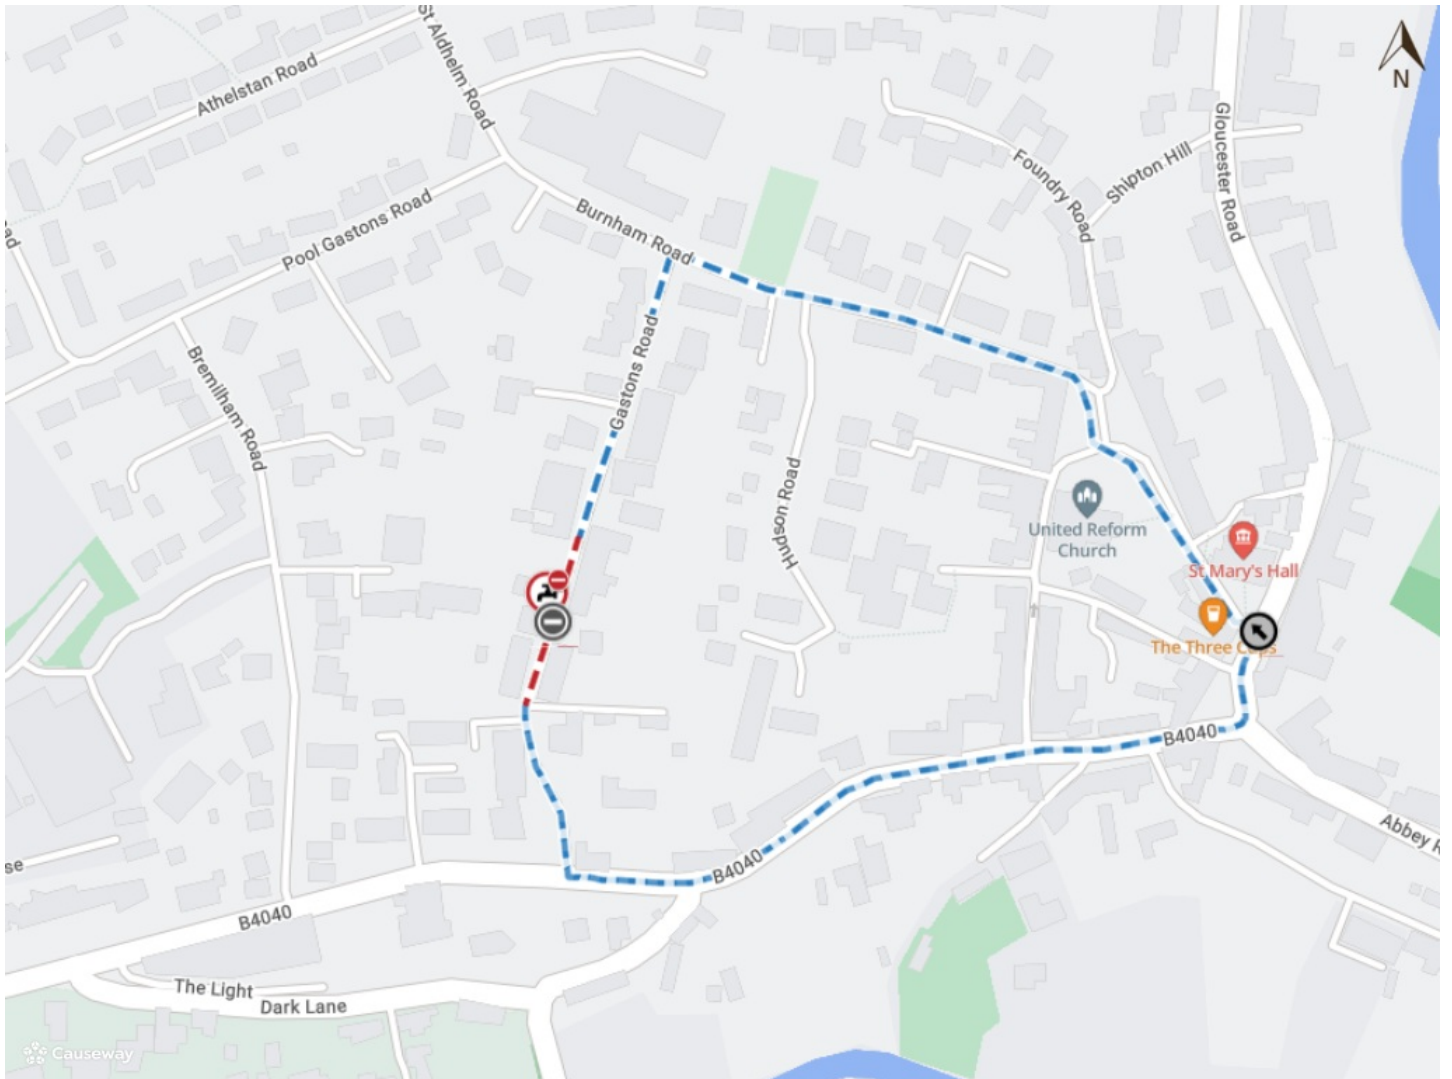 St Aldhelm Road
Athelstan Road
N
Gloucester Road
Foundry Road
Shipton Hill
Pool Gastons Road
Burnham Road
Gastons Road
Bremilham Road
Hudson Road
United Reform
Church
St Mary's Hall
The Three Cups
B4040
B4040
B4040
Abbey R
The Light
Dark Lane
Causeway